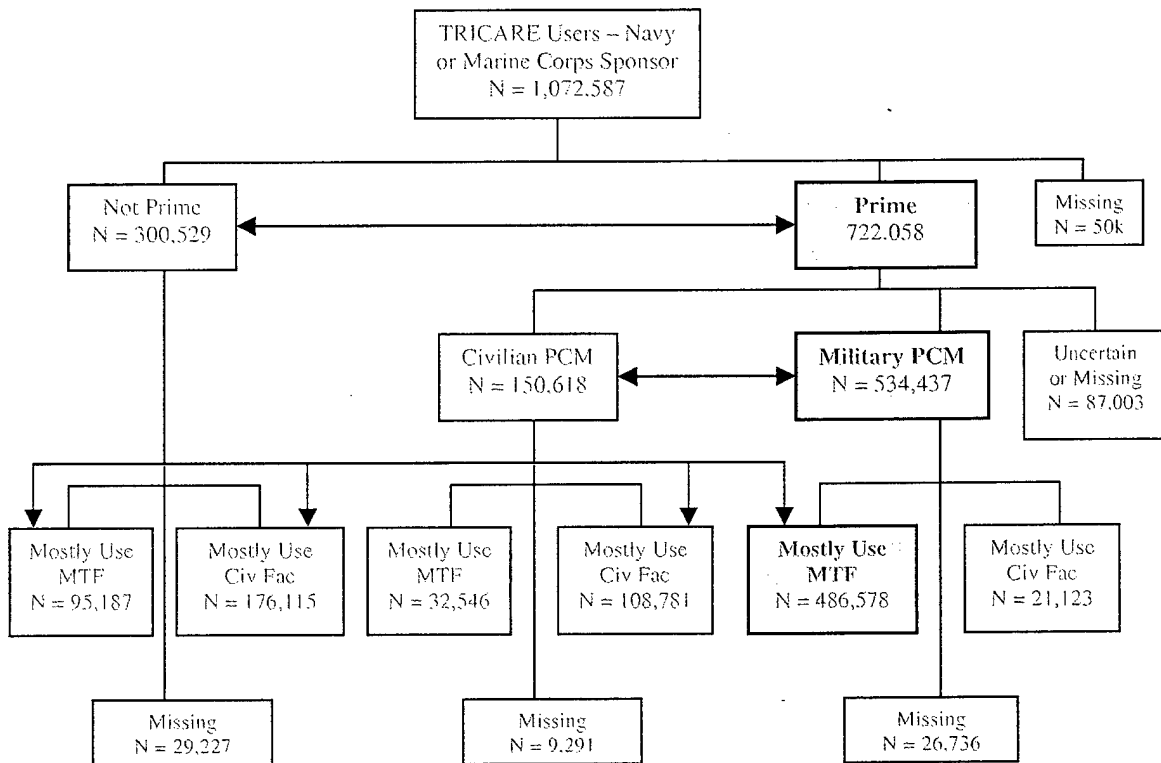 TRICARE Users – Navy
or Marine Corps Sponsor
N = 1,072,587
Not Prime
N = 300,529
Prime
722.058
Missing
N = 50k
Civilian PCM
N = 150,618
Military PCM
N = 534,437
Uncertain
or Missing
N = 87,003
Mostly Use
MTF
N = 95,187
Mostly Use
Civ Fac
N = 176,115
Mostly Use
MTF
N = 32,546
Mostly Use
Civ Fac
N = 108,781
Mostly Use
MTF
N = 486,578
Mostly Use
Civ Fac
N = 21,123
Missing
N = 29,227
Missing
N = 9,291
Missing
N = 26,736